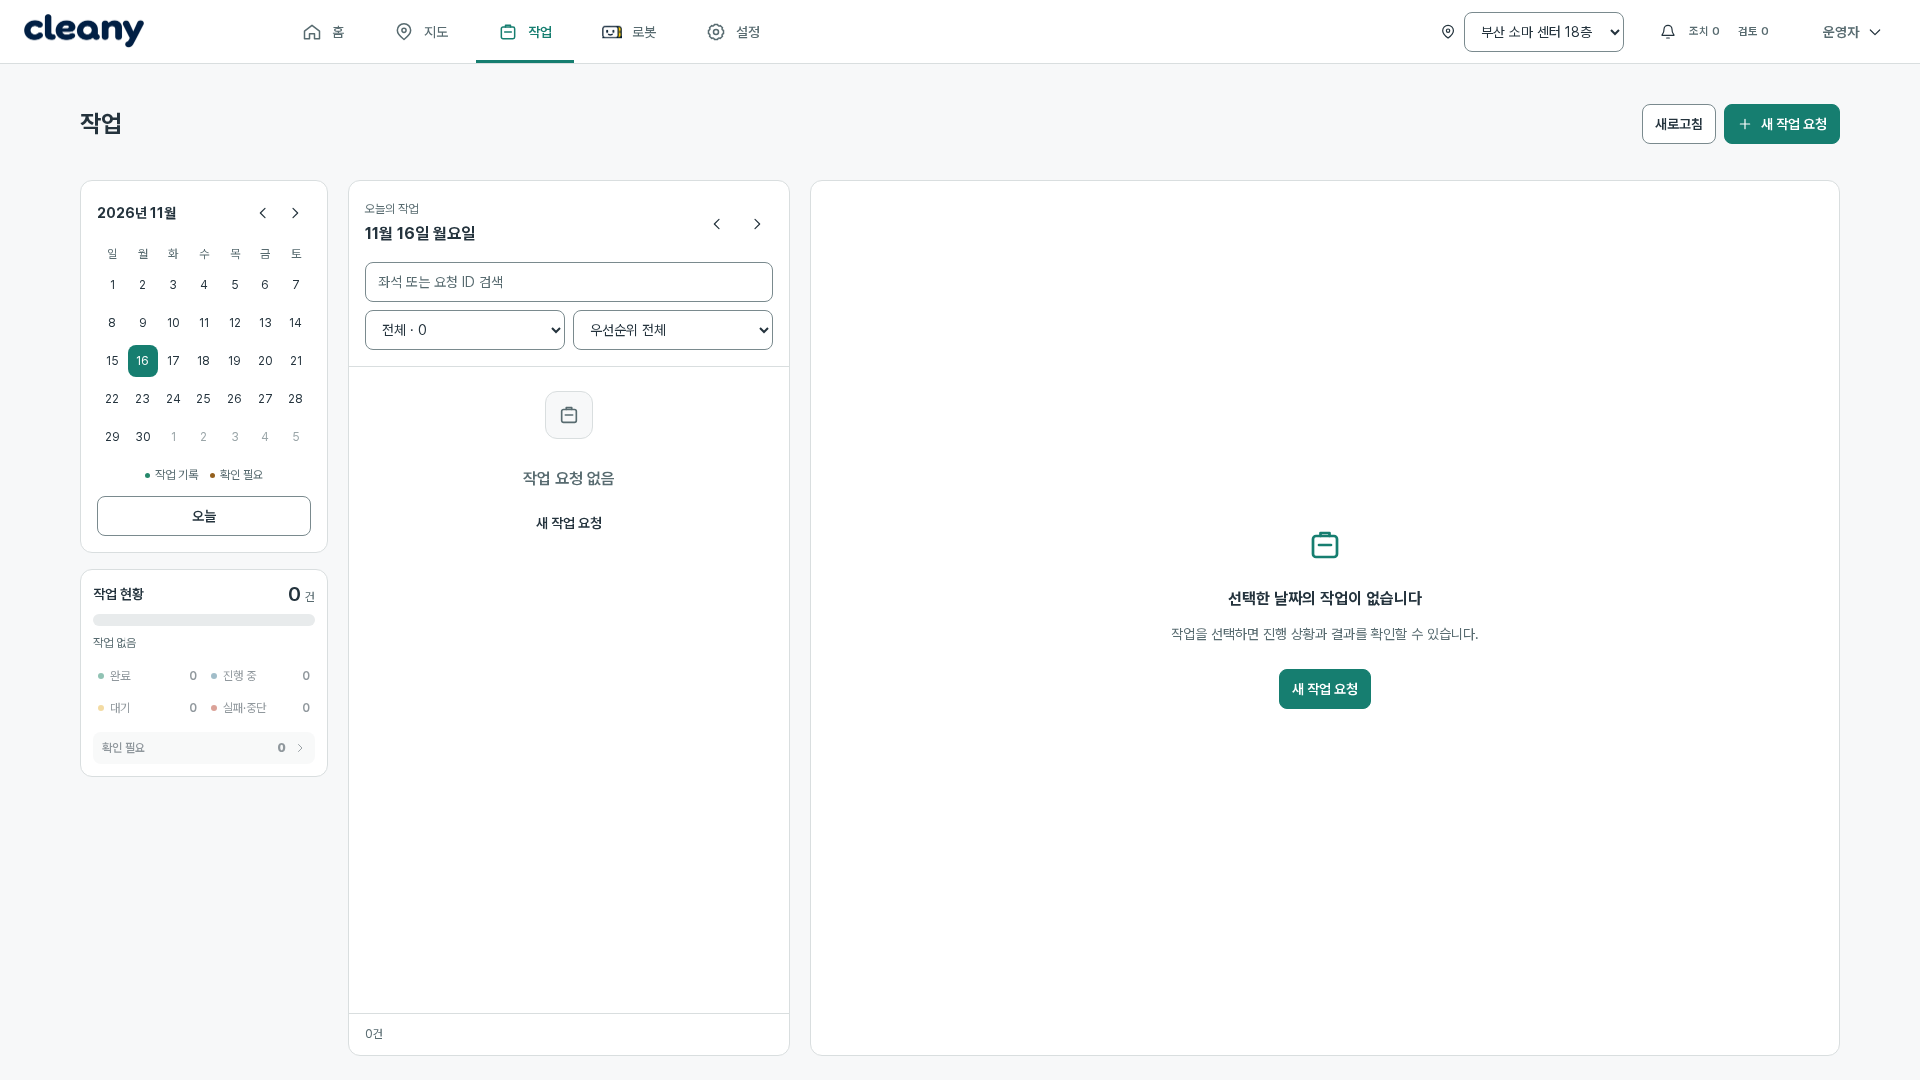 cleany
홈
지도
작업
로봇
설정
부산 소마 센터 18층
조치 0
검토 0
운영자
작업
새로고침
새 작업 요청
2026년 11월
일 월 화 수 목 금 토
1 2 3 4 5 6 7
8 9 10 11 12 13 14
15 16 17 18 19 20 21
22 23 24 25 26 27 28
29 30 1 2 3 4 5
작업 기록
확인 필요
오늘
작업 현황
0 건
작업 없음
완료 0
진행 중 0
대기 0
실패·중단 0
확인 필요 0
오늘의 작업
11월 16일 월요일
좌석 또는 요청 ID 검색
전체 · 0
우선순위 전체
작업 요청 없음
새 작업 요청
0건
선택한 날짜의 작업이 없습니다
작업을 선택하면 진행 상황과 결과를 확인할 수 있습니다.
새 작업 요청